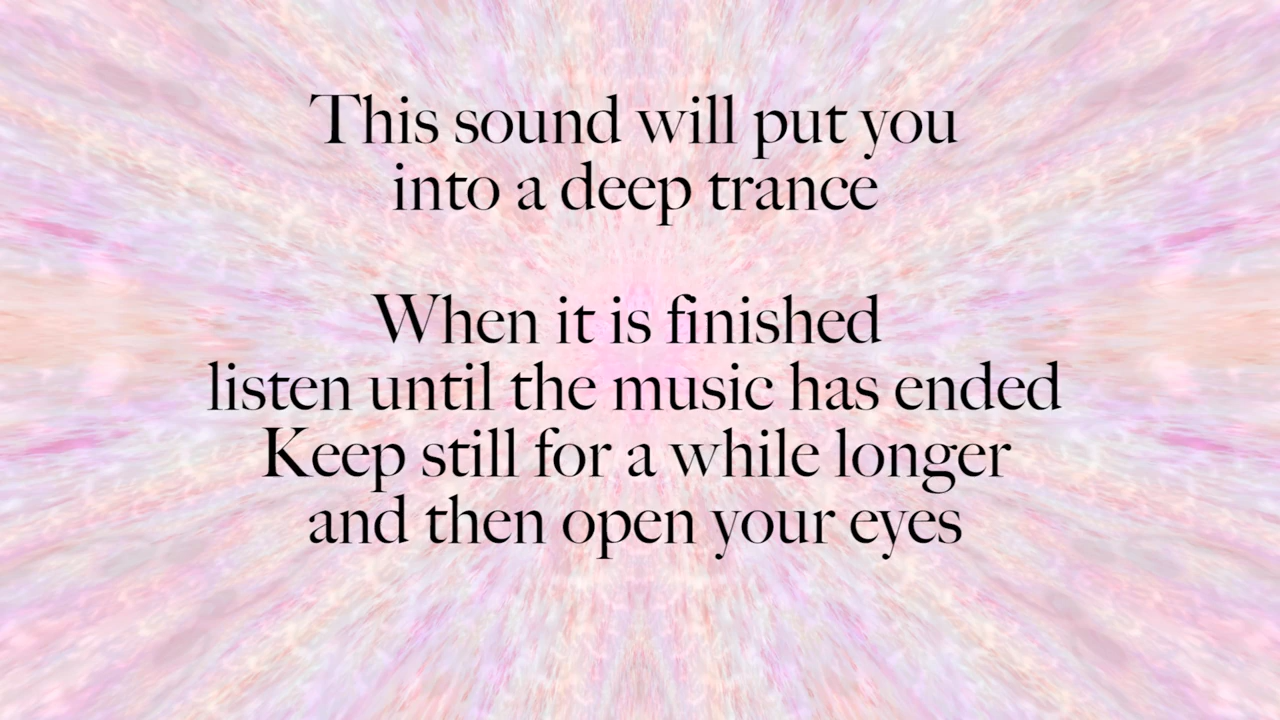 This sound will put you
into a deep trance
When it is finished
listen until the music has ended
Keep still for a while longer
and then open your eyes